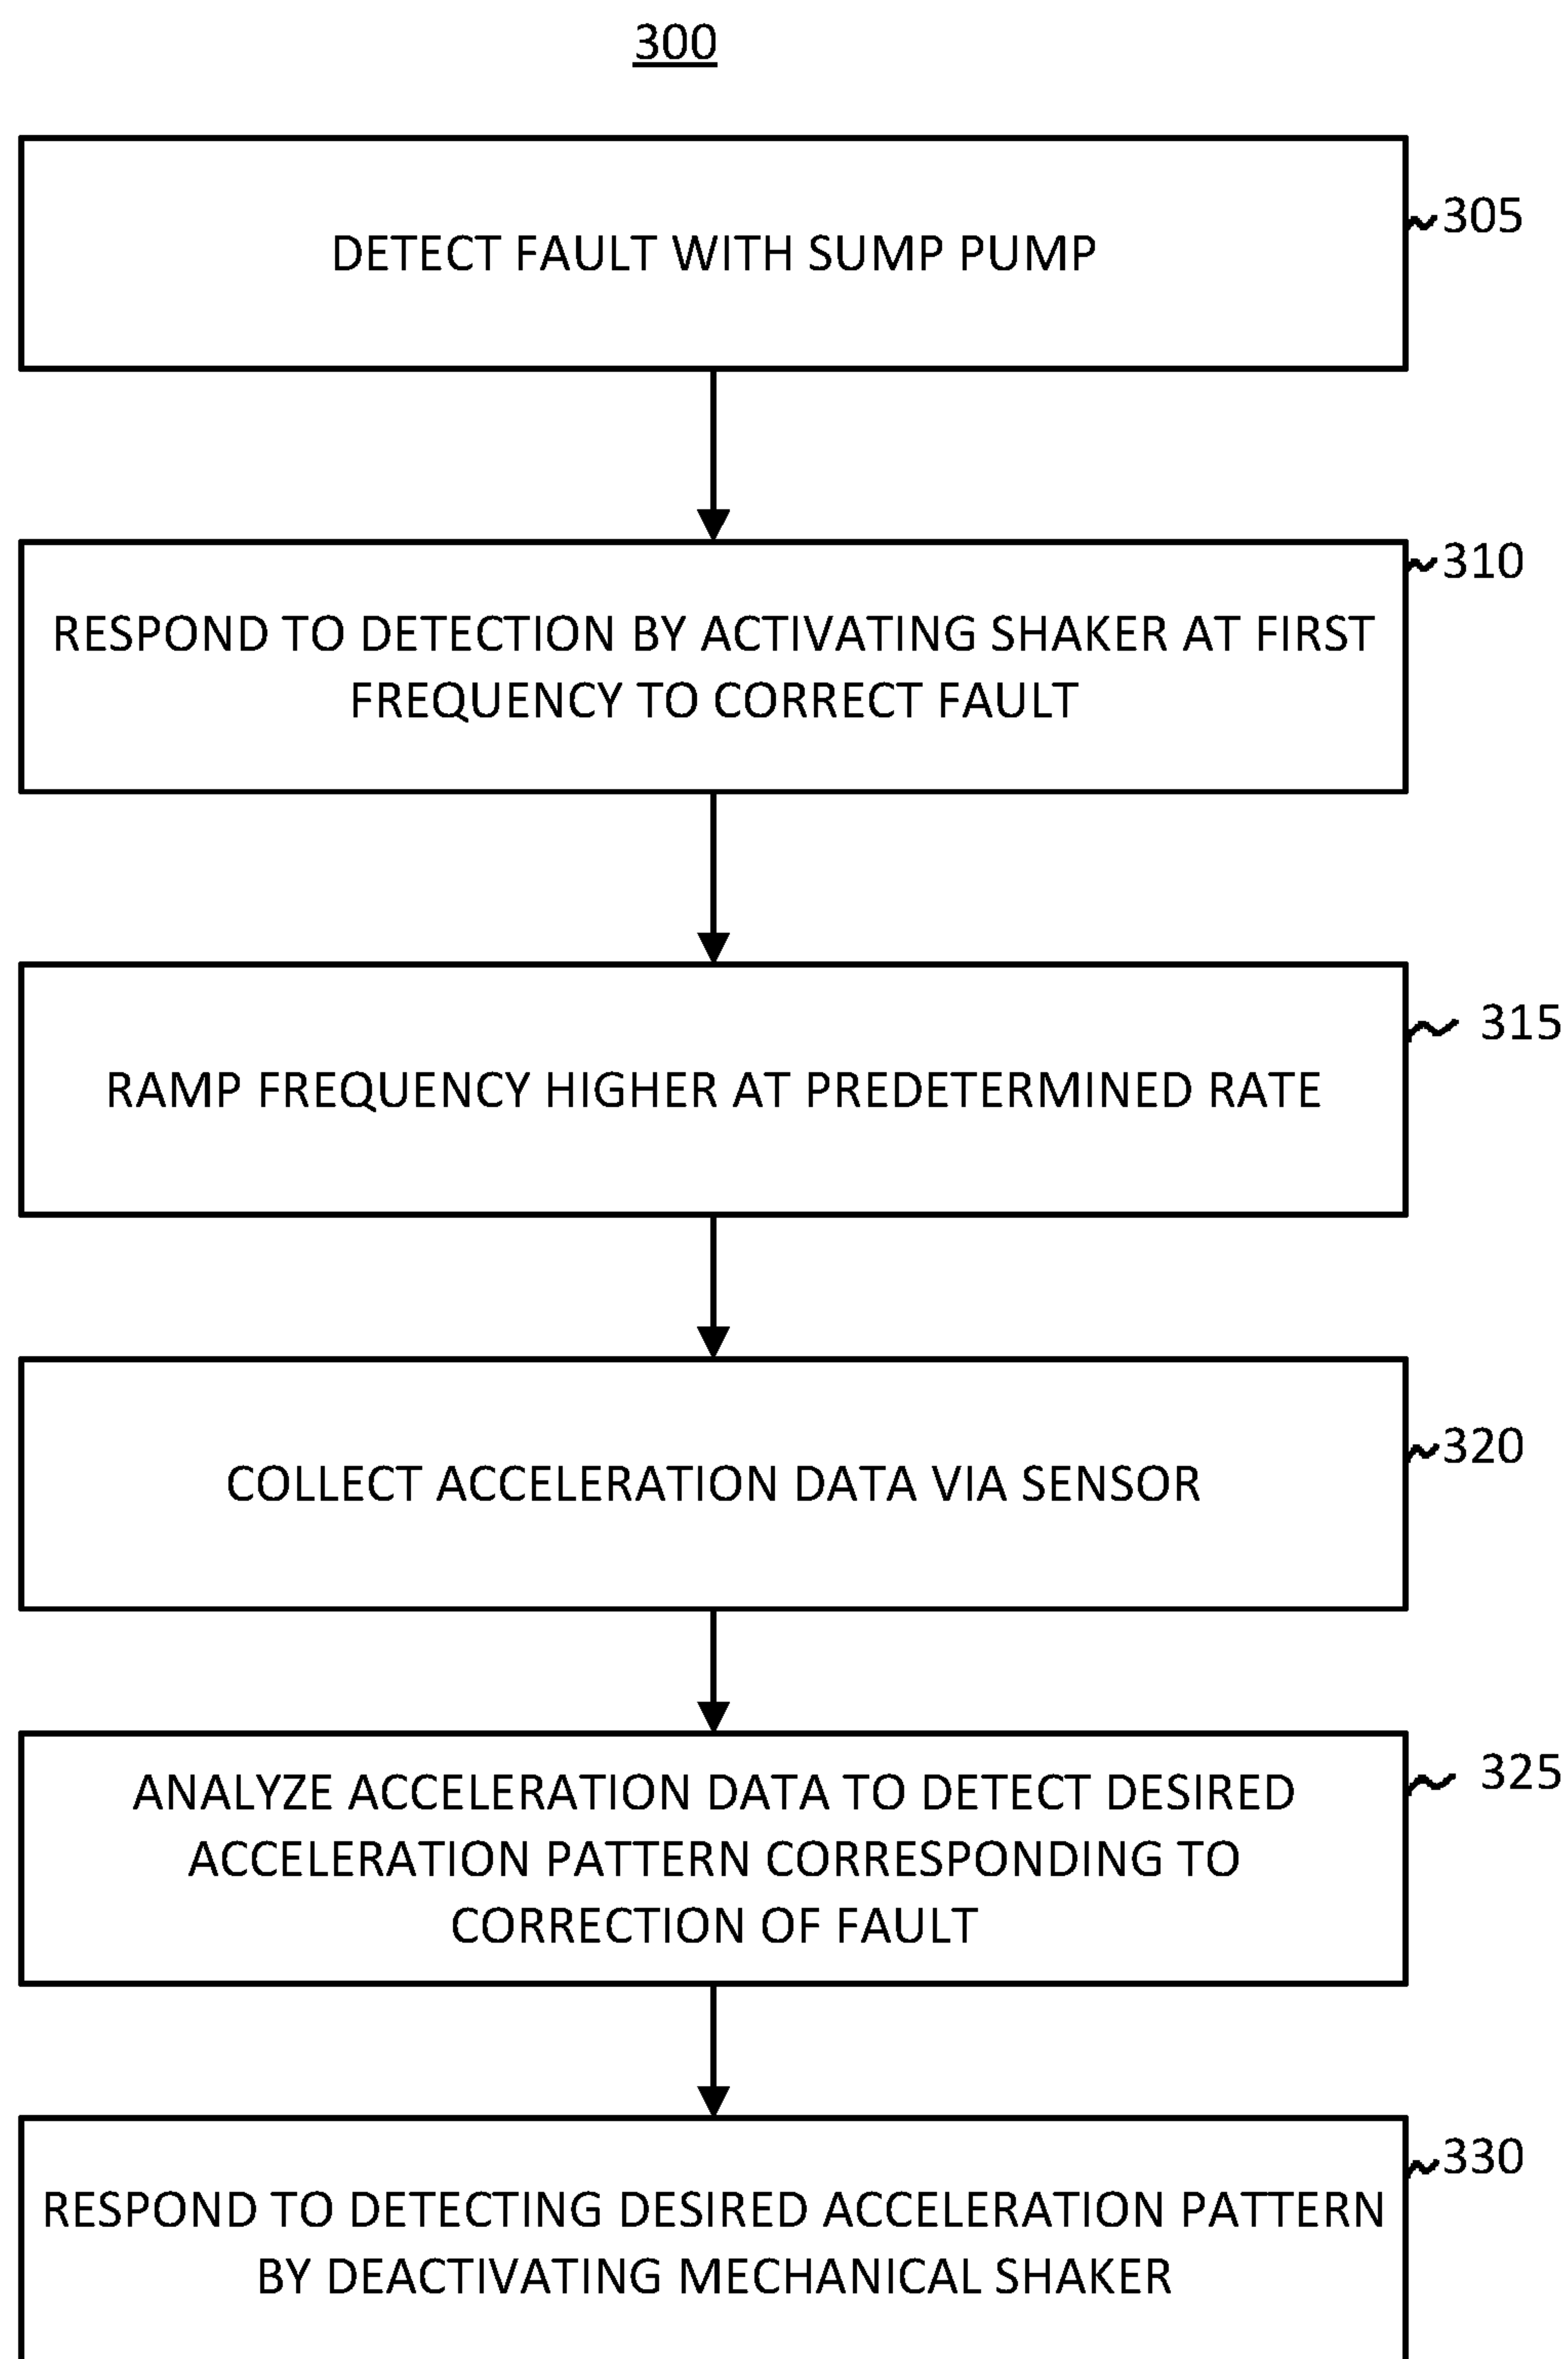 300
DETECT FAULT WITH SUMP PUMP
305
RESPOND TO DETECTION BY ACTIVATING SHAKER AT FIRST
FREQUENCY TO CORRECT FAULT
310
RAMP FREQUENCY HIGHER AT PREDETERMINED RATE
315
COLLECT ACCELERATION DATA VIA SENSOR
320
ANALYZE ACCELERATION DATA TO DETECT DESIRED
ACCELERATION PATTERN CORRESPONDING TO
CORRECTION OF FAULT
325
RESPOND TO DETECTING DESIRED ACCELERATION PATTERN
BY DEACTIVATING MECHANICAL SHAKER
330